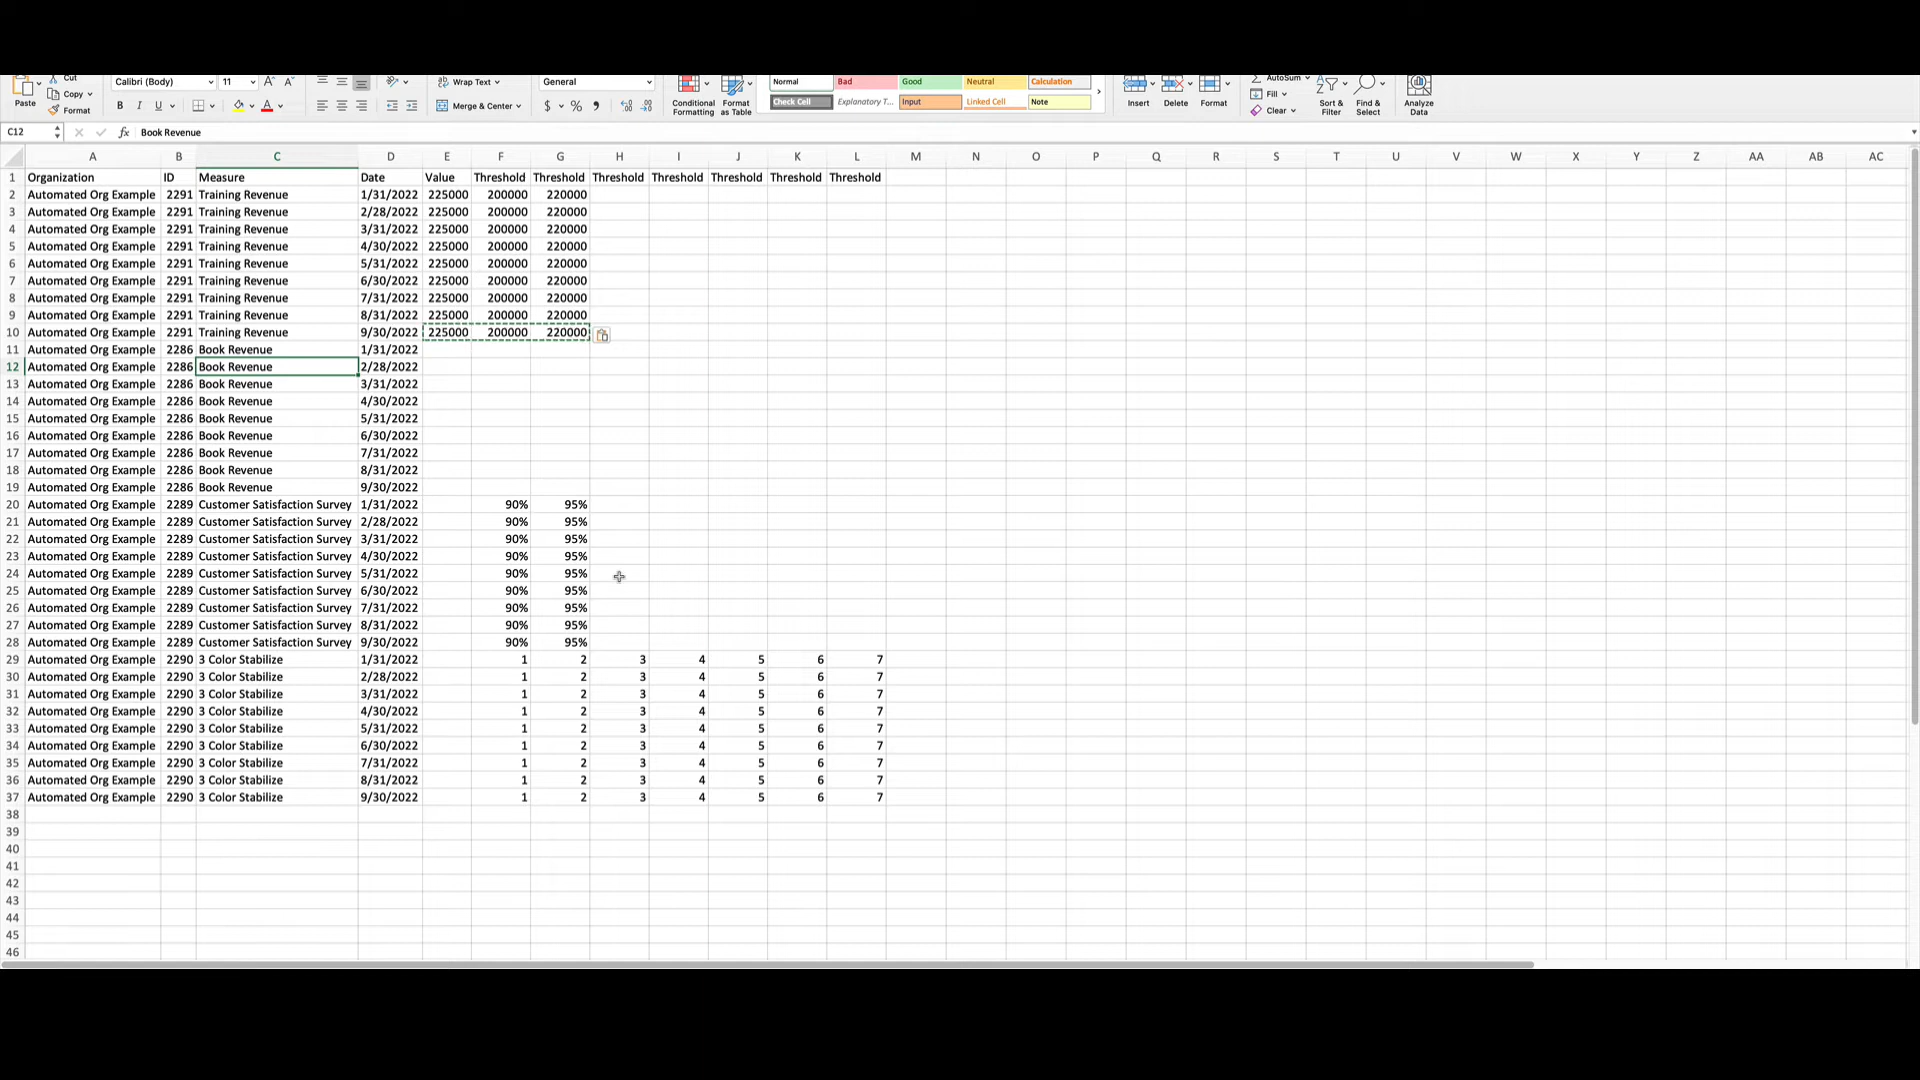 Cut
Calibri (Body) 11 A A Wrap Text General Normal Bad Good Neutral Calculation AutoSum
Paste Copy Insert Delete Format Fill
Format B I U Merge & Center $ % Conditional Formatting Format as Table Check Cell Explanatory T... Input Linked Cell Note Clear Sort & Filter Find & Select Analyze Data
C12 fx Book Revenue
A B C D E F G H I J K L M N O P Q R S T U V W X Y Z AA AB AC
1 Organization ID Measure Date Value Threshold Threshold Threshold Threshold Threshold Threshold Threshold
2 Automated Org Example 2291 Training Revenue 1/31/2022 225000 200000 220000
3 Automated Org Example 2291 Training Revenue 2/28/2022 225000 200000 220000
4 Automated Org Example 2291 Training Revenue 3/31/2022 225000 200000 220000
5 Automated Org Example 2291 Training Revenue 4/30/2022 225000 200000 220000
6 Automated Org Example 2291 Training Revenue 5/31/2022 225000 200000 220000
7 Automated Org Example 2291 Training Revenue 6/30/2022 225000 200000 220000
8 Automated Org Example 2291 Training Revenue 7/31/2022 225000 200000 220000
9 Automated Org Example 2291 Training Revenue 8/31/2022 225000 200000 220000
10 Automated Org Example 2291 Training Revenue 9/30/2022 225000 200000 220000
11 Automated Org Example 2286 Book Revenue 1/31/2022
12 Automated Org Example 2286 Book Revenue 2/28/2022
13 Automated Org Example 2286 Book Revenue 3/31/2022
14 Automated Org Example 2286 Book Revenue 4/30/2022
15 Automated Org Example 2286 Book Revenue 5/31/2022
16 Automated Org Example 2286 Book Revenue 6/30/2022
17 Automated Org Example 2286 Book Revenue 7/31/2022
18 Automated Org Example 2286 Book Revenue 8/31/2022
19 Automated Org Example 2286 Book Revenue 9/30/2022
20 Automated Org Example 2289 Customer Satisfaction Survey 1/31/2022 90% 95%
21 Automated Org Example 2289 Customer Satisfaction Survey 2/28/2022 90% 95%
22 Automated Org Example 2289 Customer Satisfaction Survey 3/31/2022 90% 95%
23 Automated Org Example 2289 Customer Satisfaction Survey 4/30/2022 90% 95%
24 Automated Org Example 2289 Customer Satisfaction Survey 5/31/2022 90% 95%
25 Automated Org Example 2289 Customer Satisfaction Survey 6/30/2022 90% 95%
26 Automated Org Example 2289 Customer Satisfaction Survey 7/31/2022 90% 95%
27 Automated Org Example 2289 Customer Satisfaction Survey 8/31/2022 90% 95%
28 Automated Org Example 2289 Customer Satisfaction Survey 9/30/2022 90% 95%
29 Automated Org Example 2290 3 Color Stabilize 1/31/2022 1 2 3 4 5 6 7
30 Automated Org Example 2290 3 Color Stabilize 2/28/2022 1 2 3 4 5 6 7
31 Automated Org Example 2290 3 Color Stabilize 3/31/2022 1 2 3 4 5 6 7
32 Automated Org Example 2290 3 Color Stabilize 4/30/2022 1 2 3 4 5 6 7
33 Automated Org Example 2290 3 Color Stabilize 5/31/2022 1 2 3 4 5 6 7
34 Automated Org Example 2290 3 Color Stabilize 6/30/2022 1 2 3 4 5 6 7
35 Automated Org Example 2290 3 Color Stabilize 7/31/2022 1 2 3 4 5 6 7
36 Automated Org Example 2290 3 Color Stabilize 8/31/2022 1 2 3 4 5 6 7
37 Automated Org Example 2290 3 Color Stabilize 9/30/2022 1 2 3 4 5 6 7
38
39
40
41
42
43
44
45
46